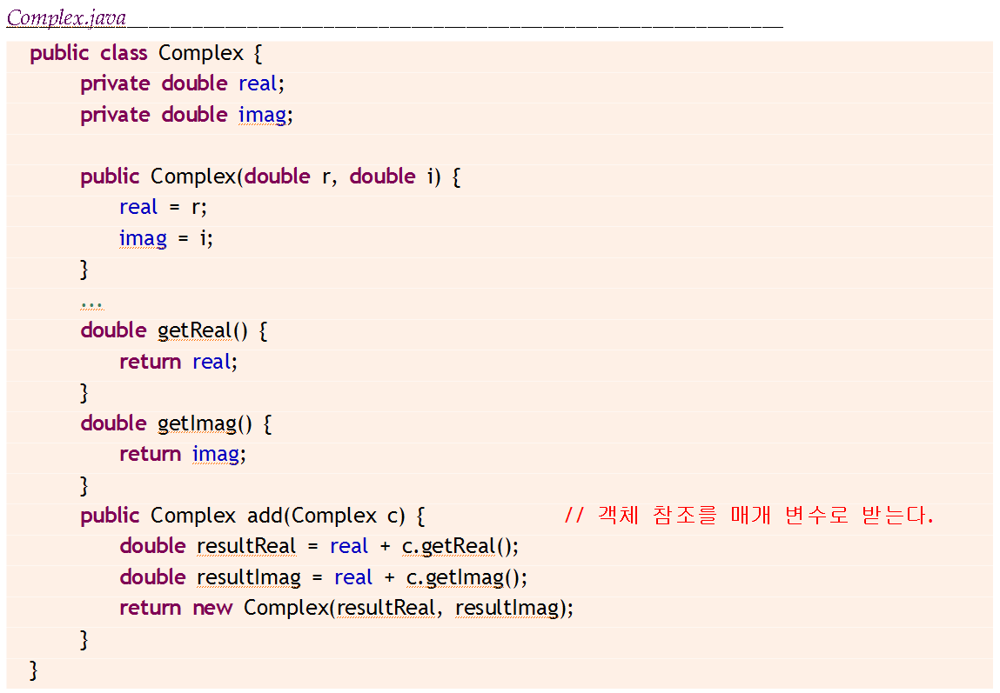 Complex.java
public class Complex {
private double real;
private double imag;
public Complex(double r, double i) {
real = r;
imag = i;
}
...
double getReal() {
return real;
}
double getImag() {
return imag;
}
public Complex add(Complex c) { // 객체 참조를 매개 변수로 받는다.
double resultReal = real + c.getReal();
double resultImag = real + c.getImag();
return new Complex(resultReal, resultImag);
}
}